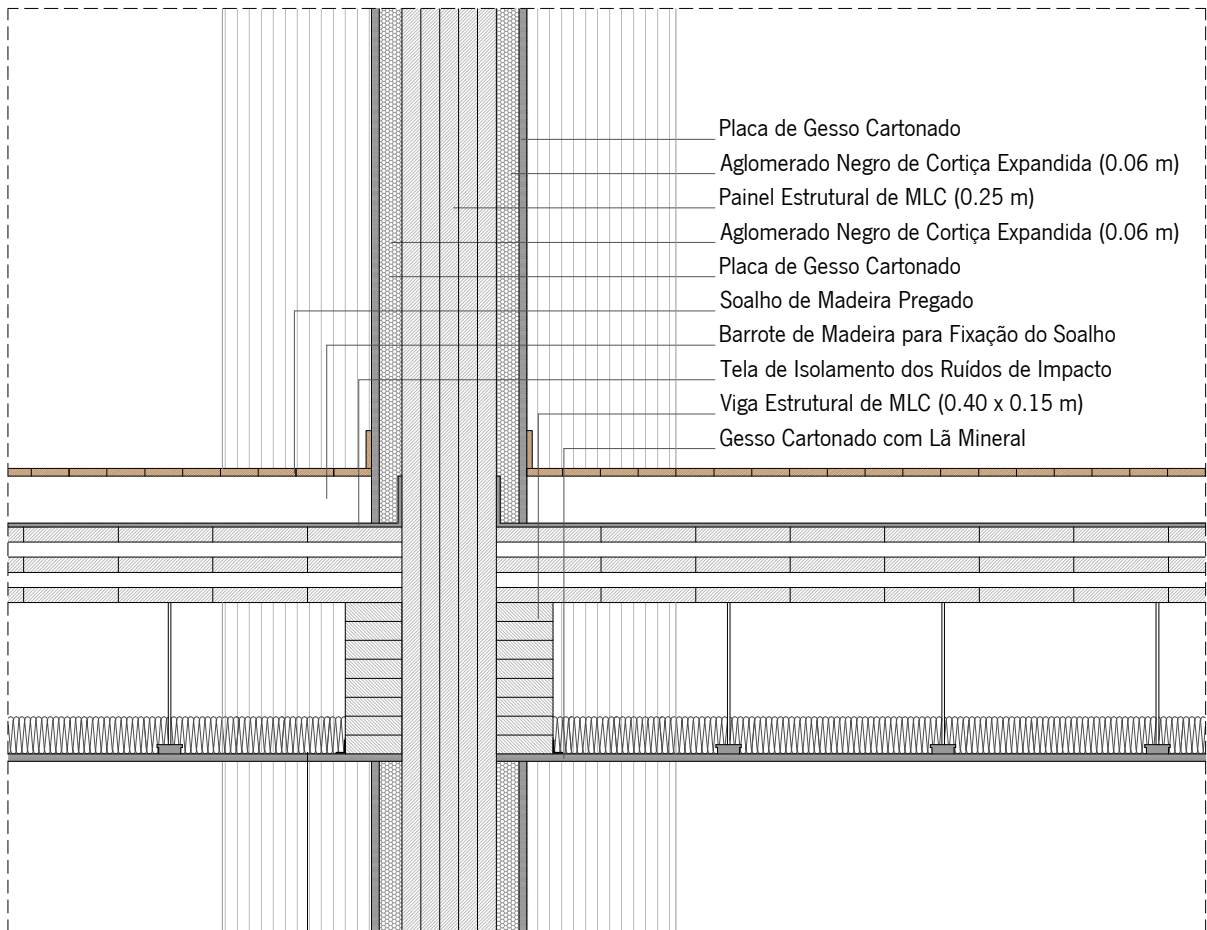 Placa de Gesso Cartonado
Aglomerado Negro de Cortiça Expandida (0.06 m)
Painel Estrutural de MLC (0.25 m)
Aglomerado Negro de Cortiça Expandida (0.06 m)
Placa de Gesso Cartonado
Soalho de Madeira Pregado
Barrote de Madeira para Fixação do Soalho
Tela de Isolamento dos Ruídos de Impacto
Viga Estrutural de MLC (0.40 x 0.15 m)
Gesso Cartonado com Lã Mineral